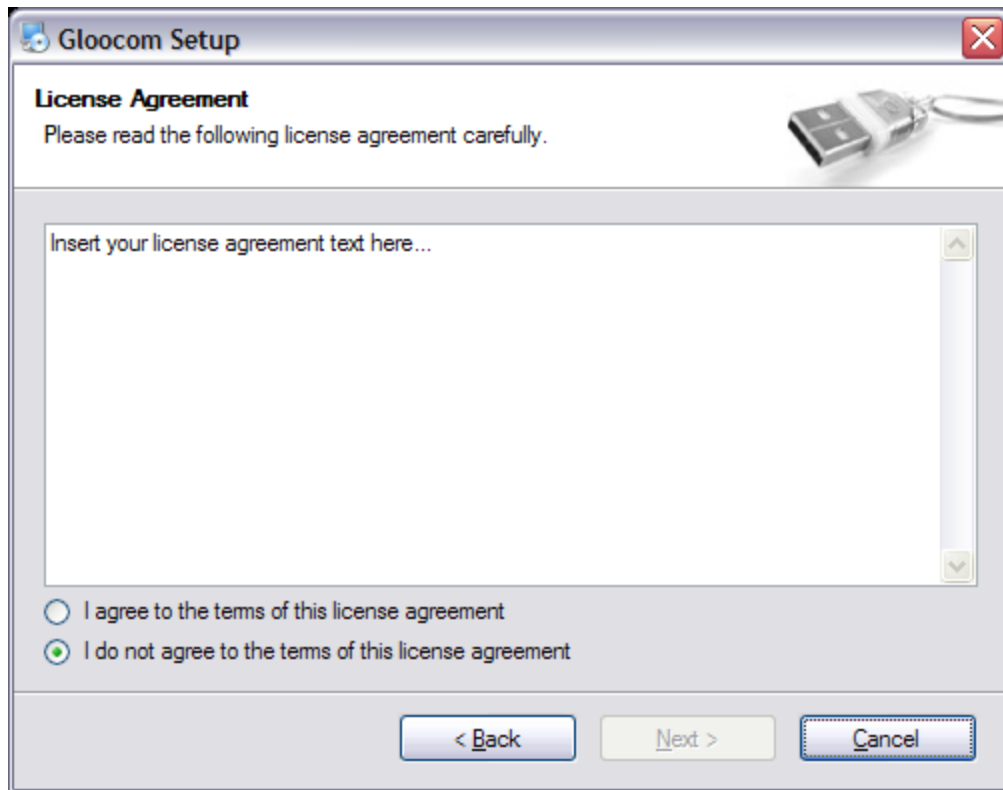 Gloocom Setup
License Agreement
Please read the following license agreement carefully.
Insert your license agreement text here...
I agree to the terms of this license agreement
I do not agree to the terms of this license agreement
< Back
Next >
Cancel